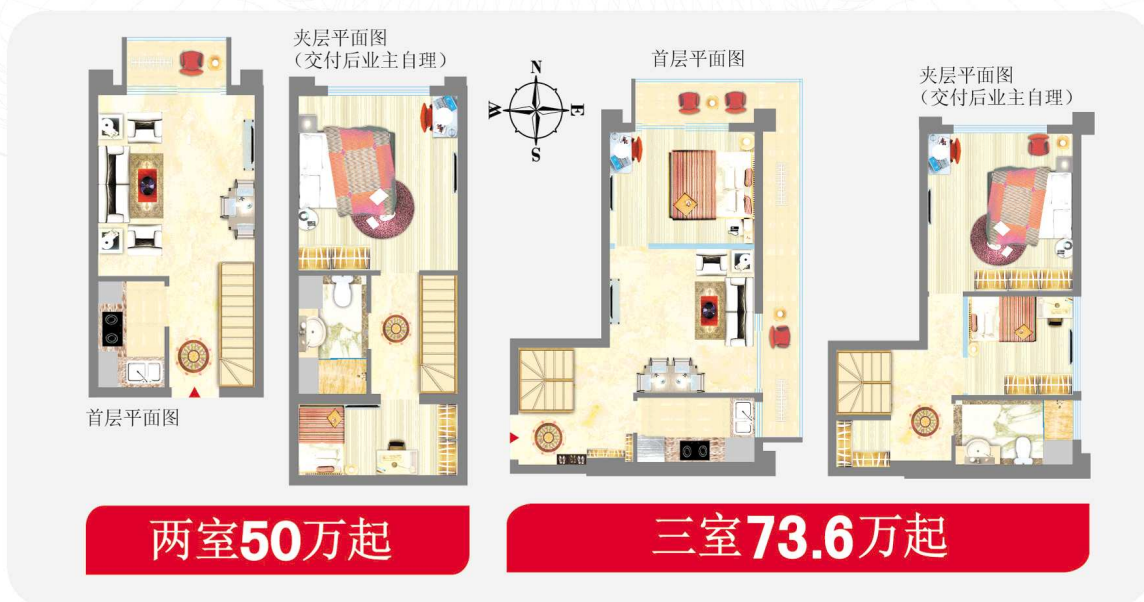 夹层平面图
（交付后业主自理）
首层平面图
N
W
E
S
首层平面图
夹层平面图
（交付后业主自理）
两室50万起
三室73.6万起